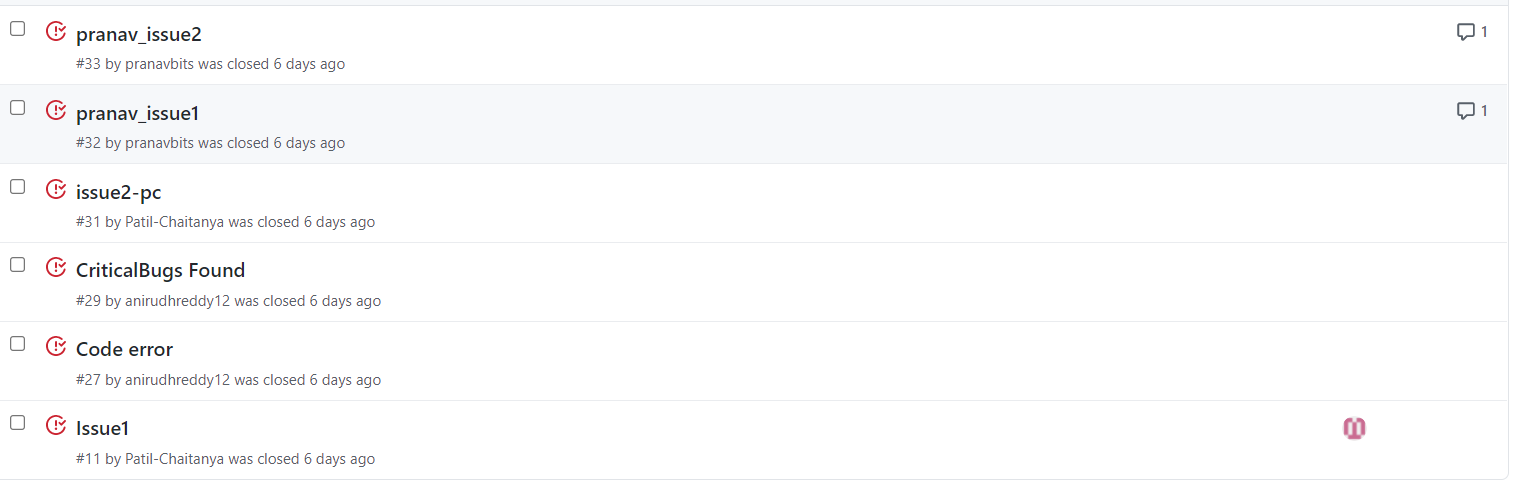 pranav_issue2
1
#33 by pranavbits was closed 6 days ago
pranav_issue1
1
#32 by pranavbits was closed 6 days ago
issue2-pc
#31 by Patil-Chaitanya was closed 6 days ago
CriticalBugs Found
#29 by anirudhreddy12 was closed 6 days ago
Code error
#27 by anirudhreddy12 was closed 6 days ago
Issue1
#11 by Patil-Chaitanya was closed 6 days ago